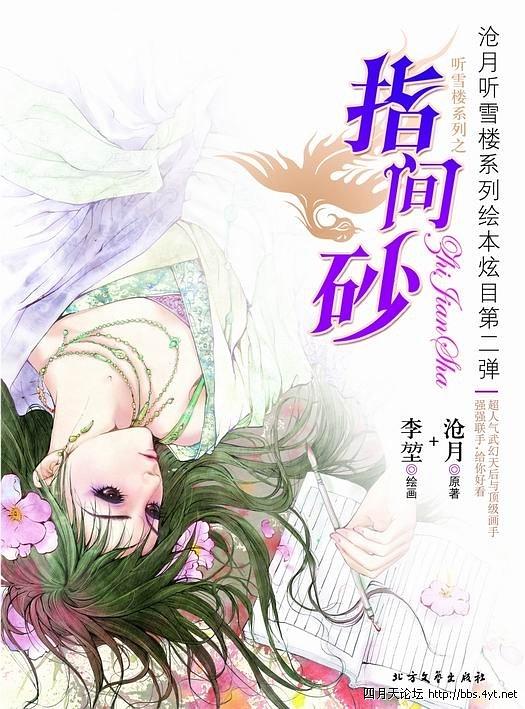 沧月听雪楼系列绘本炫目第二弹
听雪楼系列之
指间砂
Zhi Jian Sha
超人气武幻天后与顶级画手
强强联手·给你好看
沧月◎原著
+
李堃◎绘画
北方文艺出版社
四月天论坛 http://bbs.4yt.net